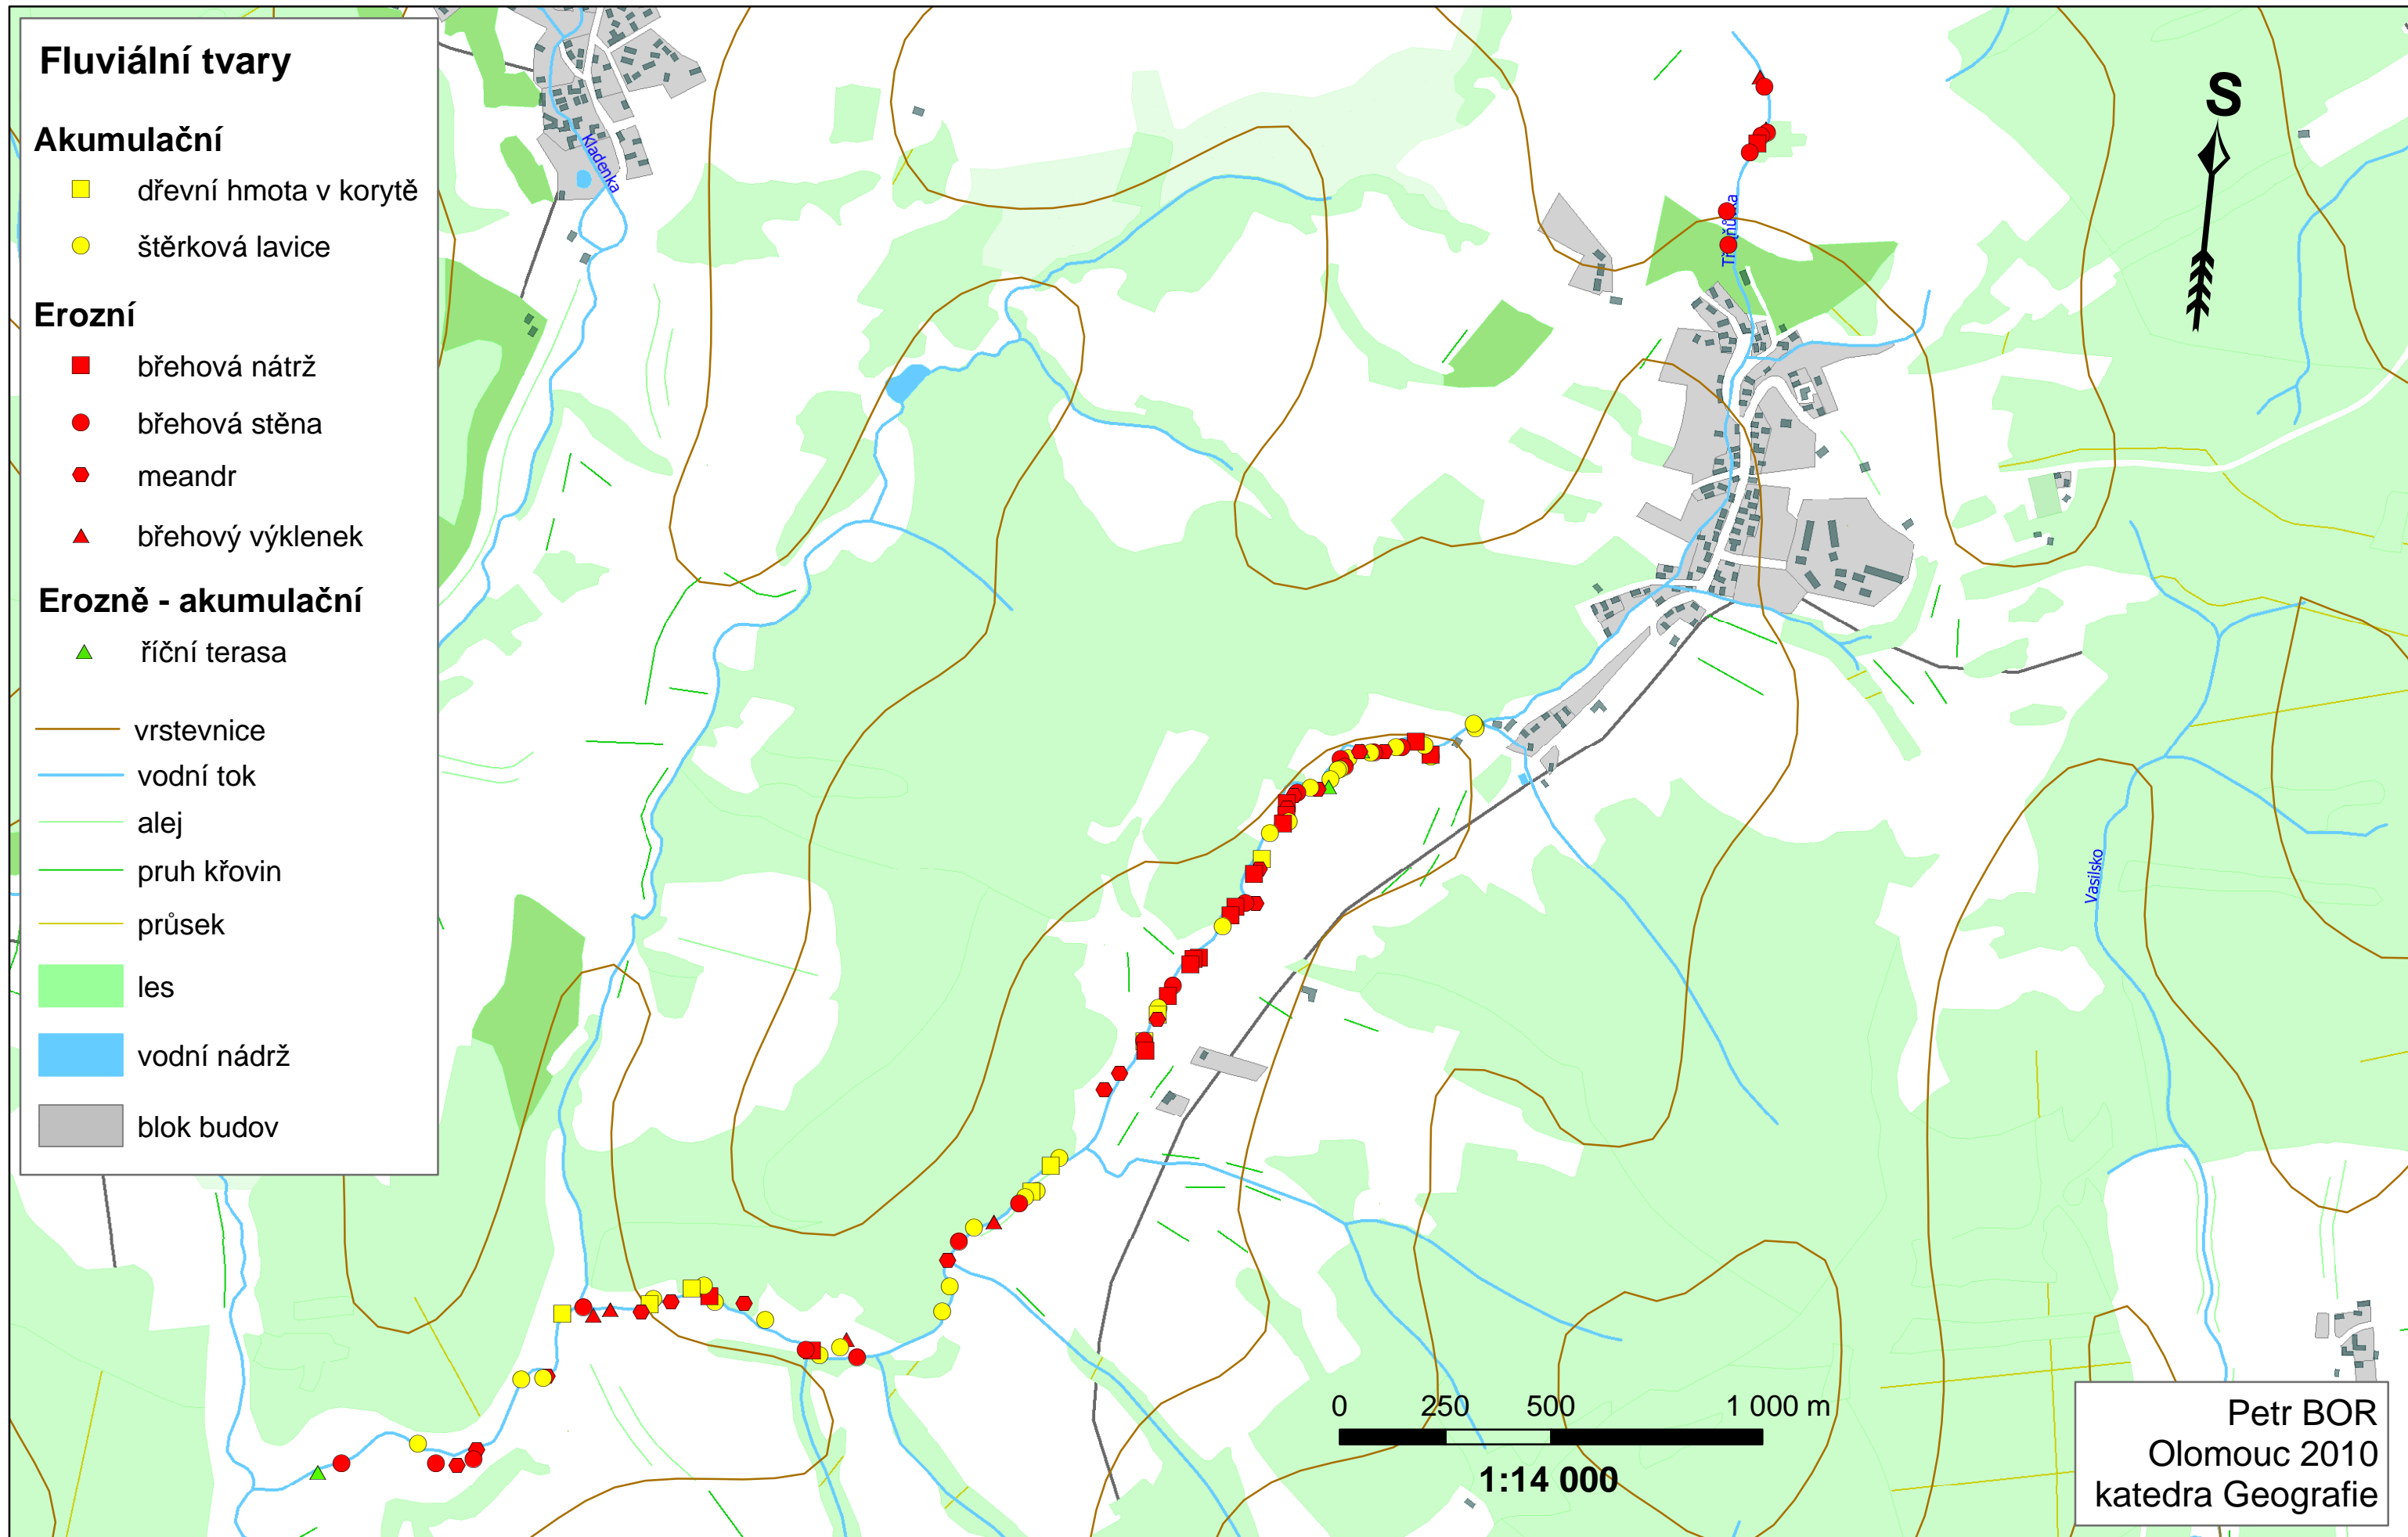 Fluviální tvary
Akumulační
dřevní hmota v korytě
štěrková lavice
Erozní
břehová nátrž
břehová stěna
meandr
břehový výklenek
Erozně - akumulační
říční terasa
vrstevnice
vodní tok
alej
pruh křovin
průsek
les
vodní nádrž
blok budov
Kladenka
S
Vasilsko
0 250 500 1 000 m
1:14 000
Petr BOR
Olomouc 2010
katedra Geografie